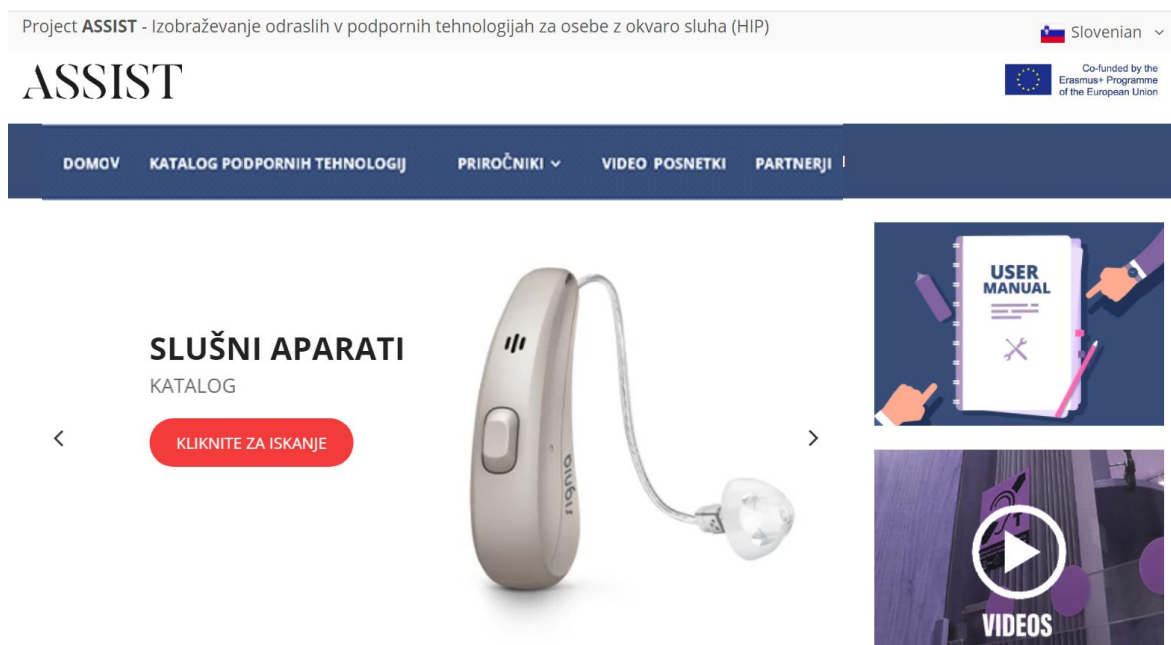 Project ASSIST - Izobraževanje odraslih v podpornih tehnologijah za osebe z okvaro sluha (HIP)
Slovenian
ASSIST
Co-funded by the
Erasmus+ Programme
of the European Union
DOMOV KATALOG PODPORNIH TEHNOLOGIJ PRIROČNIKI VIDEO POSNETKI PARTNERJI
SLUŠNI APARATI
KATALOG
KLIKNITE ZA ISKANJE
signia
USER
MANUAL
T
VIDEOS